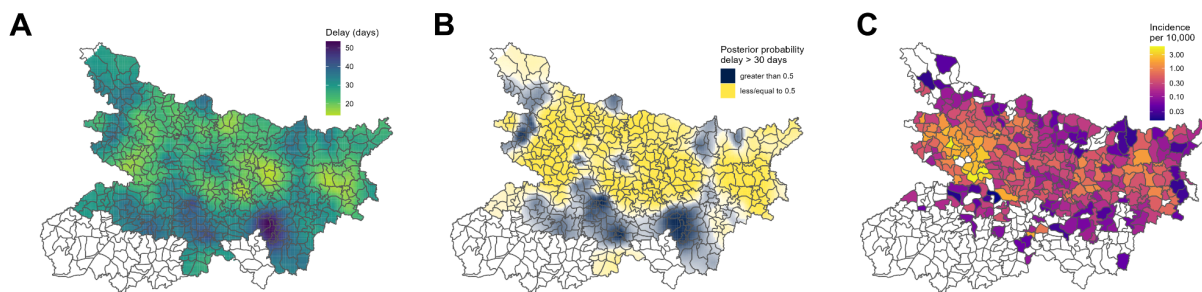 A
Delay (days)
50
40
30
20
B
Posterior probability
delay > 30 days
greater than 0.5
less/equal to 0.5
C
Incidence
per 10,000
3.00
1.00
0.30
0.10
0.03